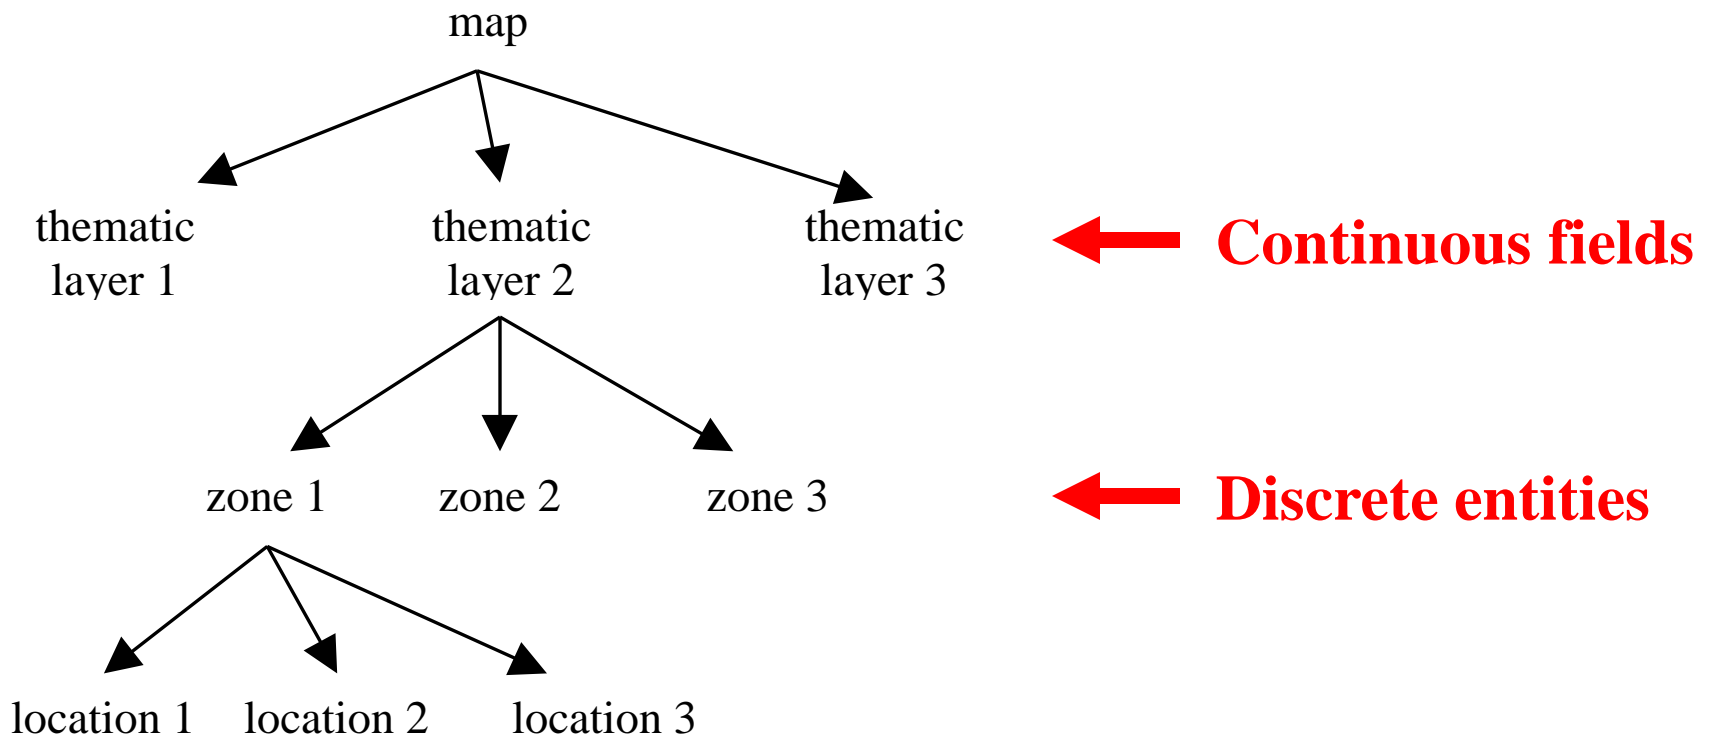 map
thematic layer 1
thematic layer 2
thematic layer 3
Continuous fields
zone 1
zone 2
zone 3
Discrete entities
location 1
location 2
location 3